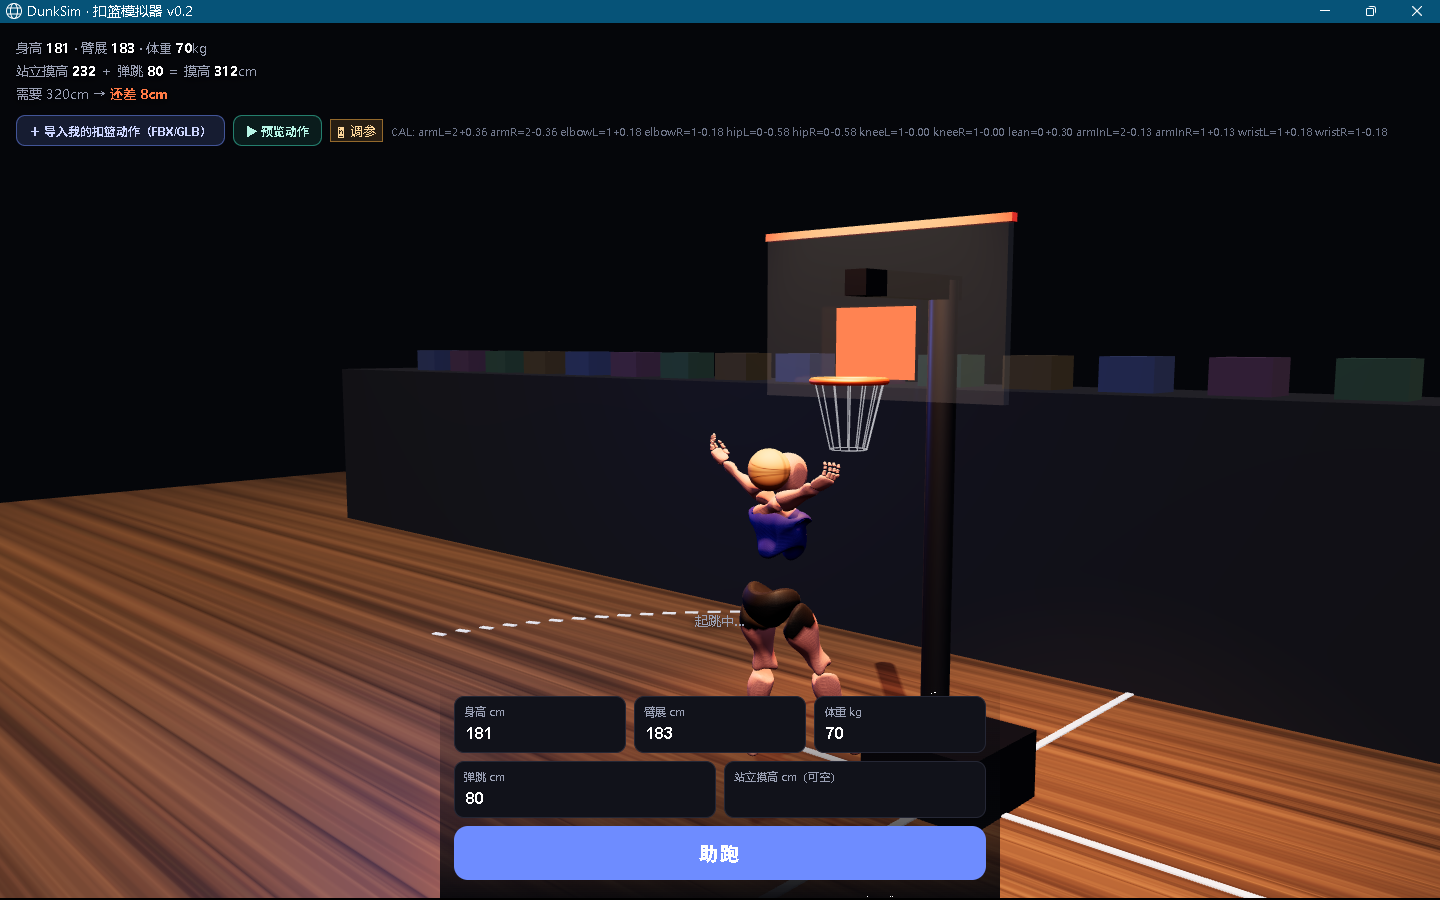 DunkSim · 扣篮模拟器 v0.2
身高 181 · 臂展 183 · 体重 70kg
站立摸高 232 + 弹跳 80 = 摸高 312cm
需要 320cm → 还差 8cm
+ 导入我的扣篮动作（FBX/GLB）
▶ 预览动作
调参
CAL: armL=2+0.36 armR=2-0.36 elbowL=1+0.18 elbowR=1-0.18 hipL=0-0.58 hipR=0-0.58 kneeL=1-0.00 kneeR=1-0.00 lean=0+0.30 armInL=2-0.13 armInR=1+0.13 wristL=1+0.18 wristR=1-0.18
起跳中...
身高 cm
181
臂展 cm
183
体重 kg
70
弹跳 cm
80
站立摸高 cm（可空）
助跑